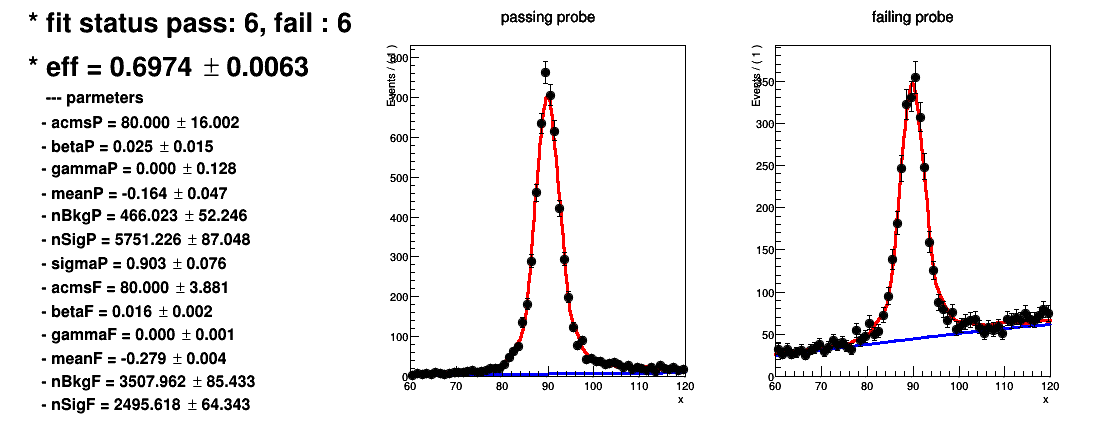 * fit status pass: 6, fail : 6
* eff = 0.6974 ± 0.0063
--- parmeters
- acmsP = 80.000 ± 16.002
- betaP = 0.025 ± 0.015
- gammaP = 0.000 ± 0.128
- meanP = -0.164 ± 0.047
- nBkgP = 466.023 ± 52.246
- nSigP = 5751.226 ± 87.048
- sigmaP = 0.903 ± 0.076
- acmsF = 80.000 ± 3.881
- betaF = 0.016 ± 0.002
- gammaF = 0.000 ± 0.001
- meanF = -0.279 ± 0.004
- nBkgF = 3507.962 ± 85.433
- nSigF = 2495.618 ± 64.343
passing probe
Events / ( 1 )
800
700
600
500
400
300
200
100
0
60 70 80 90 100 110 120
x
failing probe
Events / ( 1 )
350
300
250
200
150
100
50
0
60 70 80 90 100 110 120
x